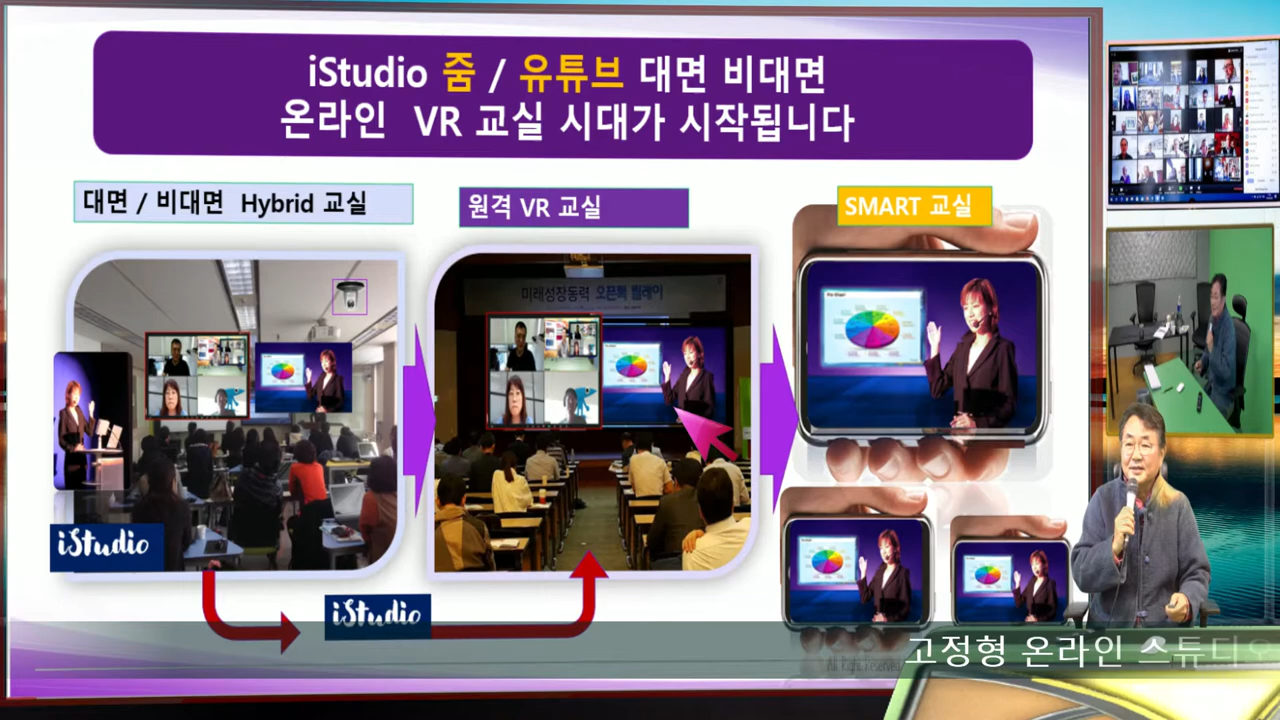 iStudio 줌 / 유튜브 대면 비대면
온라인 VR 교실 시대가 시작됩니다
대면 / 비대면 Hybrid 교실
원격 VR 교실
SMART 교실
미래성장동력 오픈톡 릴레이
iStudio
iStudio
All Right Reserved
고정형 온라인 스튜디오